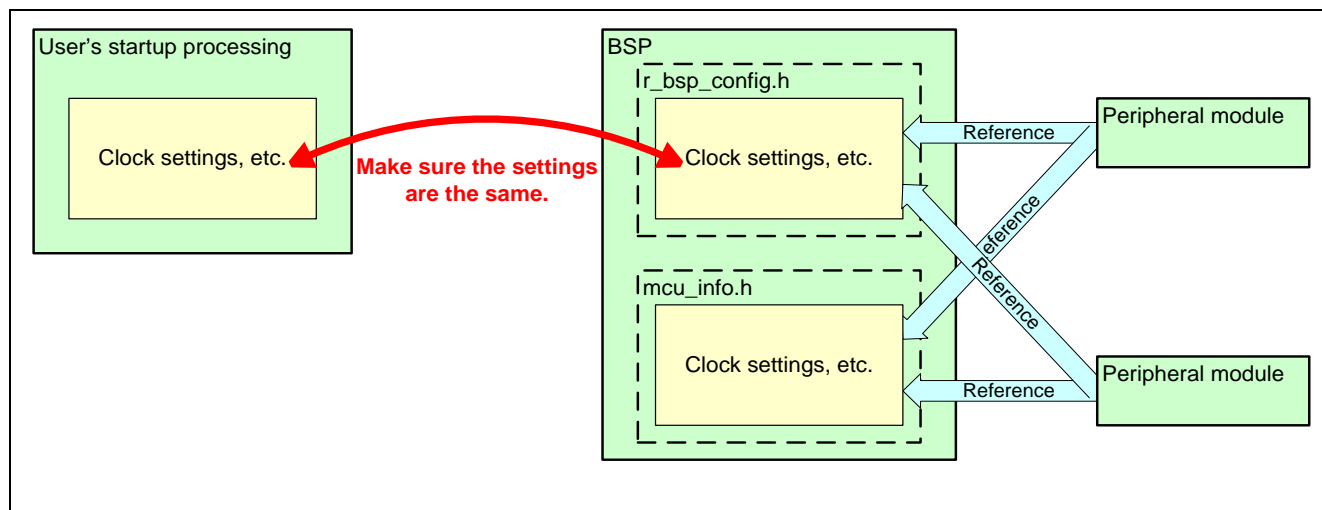 User's startup processing
Clock settings, etc.
Make sure the settings
are the same.
BSP
r_bsp_config.h
Clock settings, etc.
mcu_info.h
Clock settings, etc.
Reference
eference
Reference
Reference
Peripheral module
Peripheral module